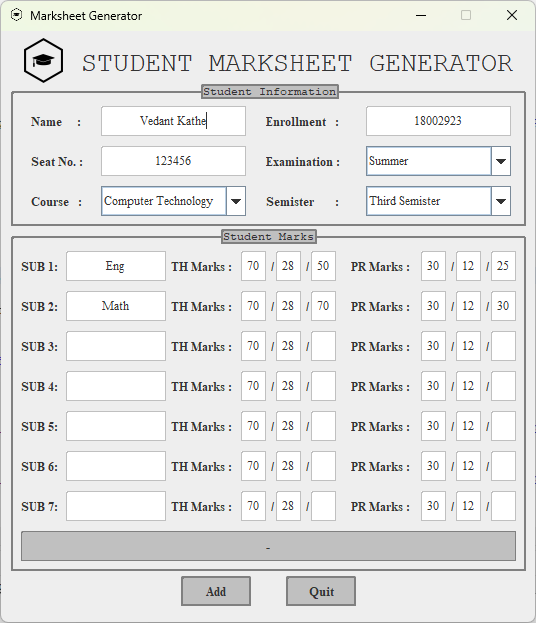 Marksheet Generator
STUDENT MARKSHEET GENERATOR
Student Information
Name : Vedant Kathe Enrollment : 18002923
Seat No. : 123456 Examination : Summer
Course : Computer Technology Semister : Third Semister
Student Marks
SUB 1: Eng TH Marks : 70 / 28 / 50 PR Marks : 30 / 12 / 25
SUB 2: Math TH Marks : 70 / 28 / 70 PR Marks : 30 / 12 / 30
SUB 3: TH Marks : 70 / 28 / PR Marks : 30 / 12 /
SUB 4: TH Marks : 70 / 28 / PR Marks : 30 / 12 /
SUB 5: TH Marks : 70 / 28 / PR Marks : 30 / 12 /
SUB 6: TH Marks : 70 / 28 / PR Marks : 30 / 12 /
SUB 7: TH Marks : 70 / 28 / PR Marks : 30 / 12 /
-
Add Quit